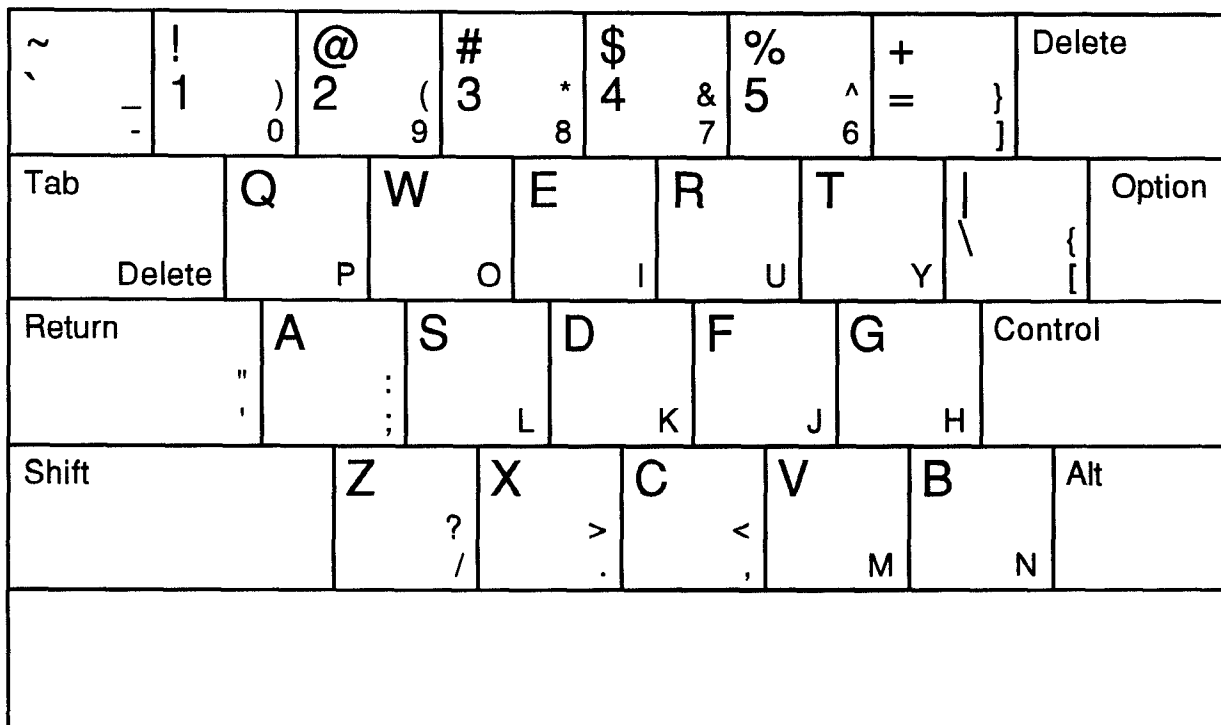 ~ ! @ # $ % + Delete
` _ 1 ) 2 ( 3 * 4 & 5 ^ = }
- 0 9 8 7 6 ]
Tab Q W E R T | Option
\ {
Delete P O I U Y [
Return A S D F G Control
" :
' ; L K J H
Shift Z X C V B Alt
? > <
/ . , M N